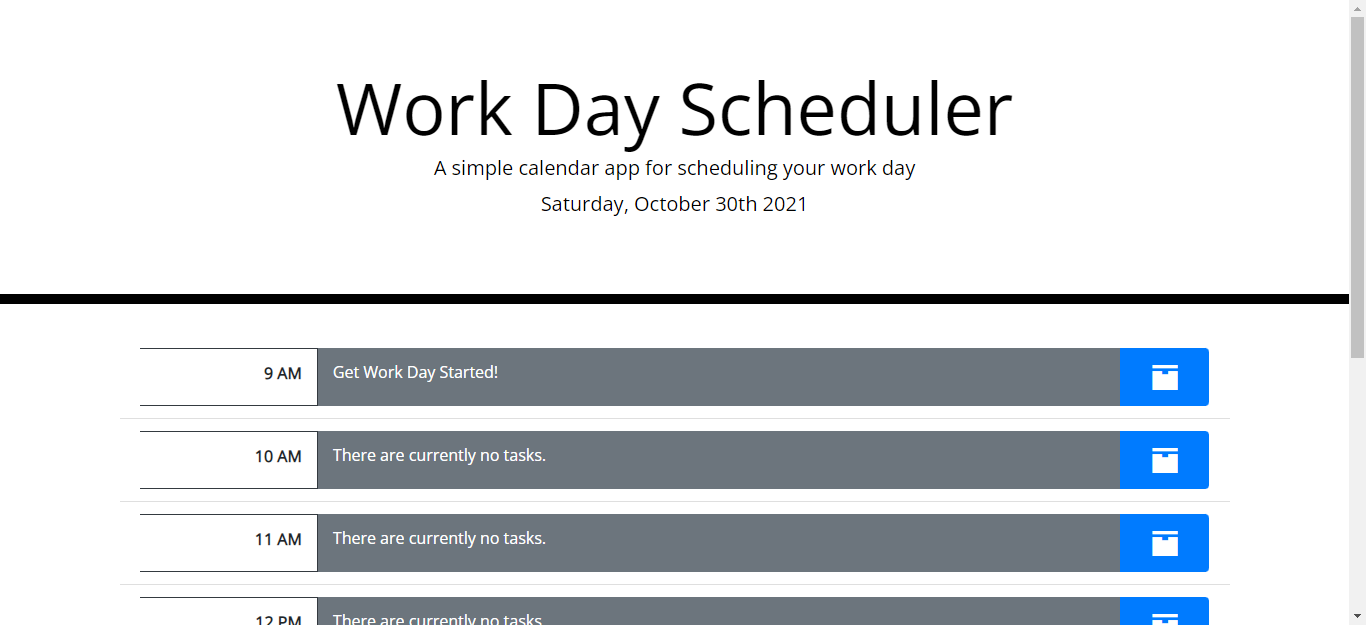 Work Day Scheduler
A simple calendar app for scheduling your work day
Saturday, October 30th 2021
9 AM Get Work Day Started!
10 AM There are currently no tasks.
11 AM There are currently no tasks.
12 PM There are currently no tasks